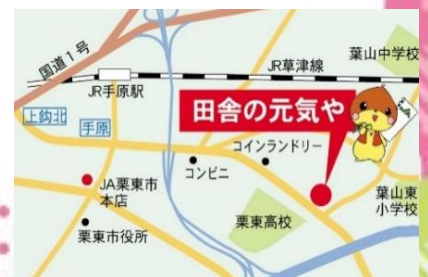 国道1号
JR草津線
葉山中学校
JR手原駅
田舎の元気や
上鈎北
手原
コインランドリー
コンビニ
JA栗東市
本店
葉山東
小学校
栗東高校
栗東市役所